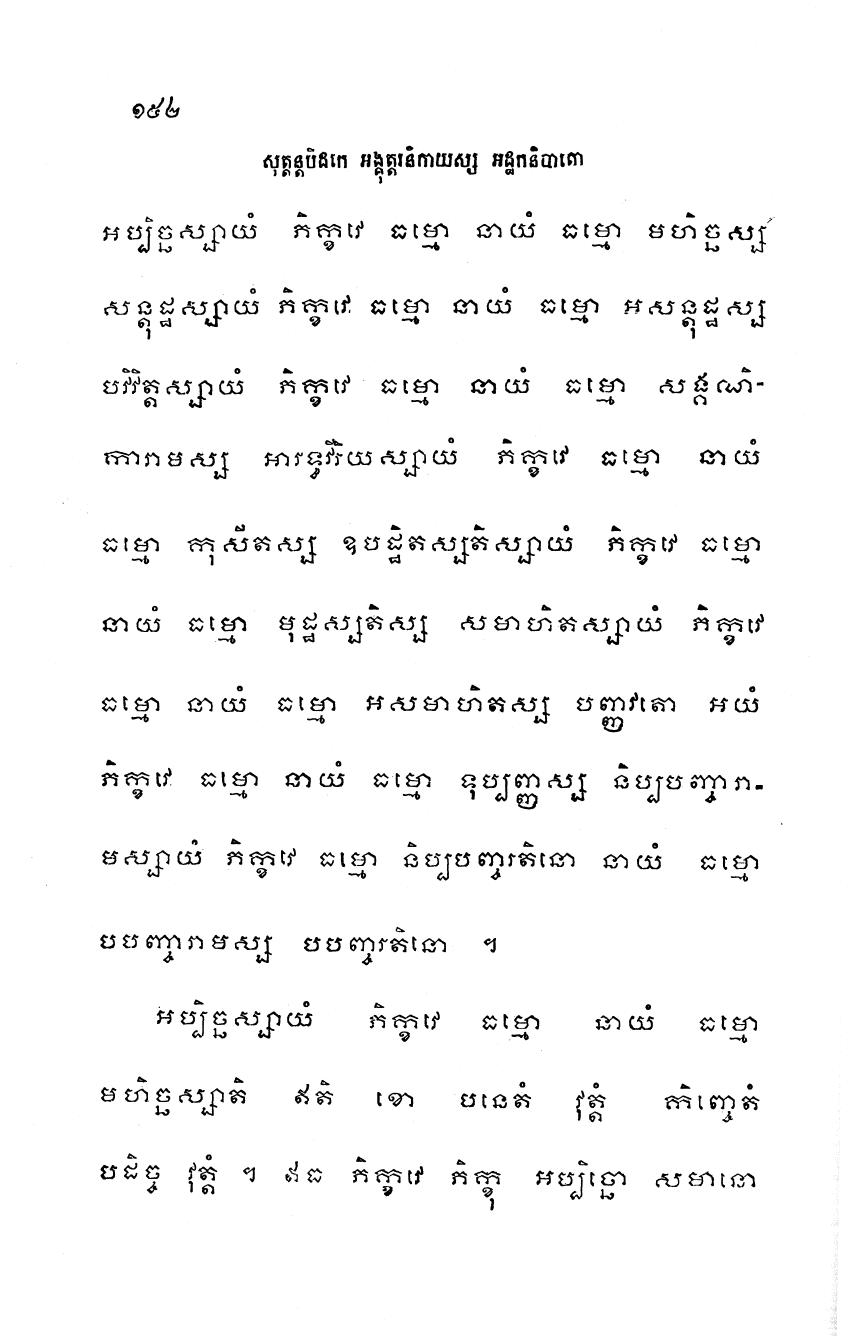 ១៥៤
សុត្តន្តបិដកេ អង្គុត្តរនិកាយស្ស អដ្ឋកនិបាតោ
អប្បិច្ឆស្សាយំ ភិក្ខវេ ធម្មោ នាយំ ធម្មោ មហិច្ឆស្ស
សន្តុដ្ឋស្សាយំ ភិក្ខវេ ធម្មោ នាយំ ធម្មោ អសន្តុដ្ឋស្ស
បវិវិត្តស្សាយំ ភិក្ខវេ ធម្មោ នាយំ ធម្មោ សង្គណិ-
ការាមស្ស អារទ្ធវីរិយស្សាយំ ភិក្ខវេ ធម្មោ នាយំ
ធម្មោ កុសីតស្ស ឧបដ្ឋិតស្សតិស្សាយំ ភិក្ខវេ ធម្មោ
នាយំ ធម្មោ មុដ្ឋស្សតិស្ស សមាហិតស្សាយំ ភិក្ខវេ
ធម្មោ នាយំ ធម្មោ អសមាហិតស្ស បញ្ញវតោ អយំ
ភិក្ខវេ ធម្មោ នាយំ ធម្មោ ទុប្បញ្ញស្ស និប្បបញ្ចារា-
មស្សាយំ ភិក្ខវេ ធម្មោ និប្បបញ្ចរតិនោ នាយំ ធម្មោ
បបញ្ចារាមស្ស បបញ្ចរតិនោ ។
អប្បិច្ឆស្សាយំ ភិក្ខវេ ធម្មោ នាយំ ធម្មោ
មហិច្ឆស្សាតិ ឥតិ ខោ បនេតំ វុត្តំ កិញ្ចេតំ
បដិច្ច វុត្តំ ។ ឥធ ភិក្ខវេ ភិក្ខុ អប្បិច្ឆោ សមានោ